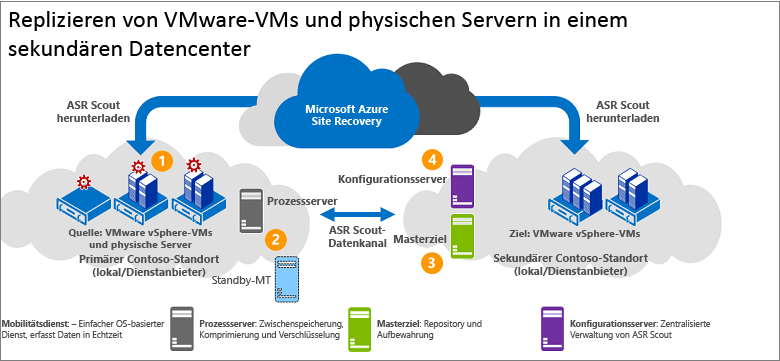 Replizieren von VMware-VMs und physischen Servern in einem
sekundären Datencenter
ASR Scout
herunterladen
Microsoft Azure
Site Recovery
ASR Scout
herunterladen
1
4
Konfigurationsserver
Prozessserver
Quelle: VMware vSphere-VMs
und physische Server
Primärer Contoso-Standort
(lokal/Dienstanbieter)
2
Standby-MT
ASR Scout-
Datenkanal
Masterziel
3
Ziel: VMware vSphere-VMs
Sekundärer Contoso-Standort
(lokal/Dienstanbieter)
Mobilitätsdienst: – Einfacher OS-basierter
Dienst, erfasst Daten in Echtzeit
Prozessserver: Zwischenspeicherung,
Komprimierung und Verschlüsselung
Masterziel: Repository und
Aufbewahrung
Konfigurationsserver: Zentralisierte
Verwaltung von ASR Scout